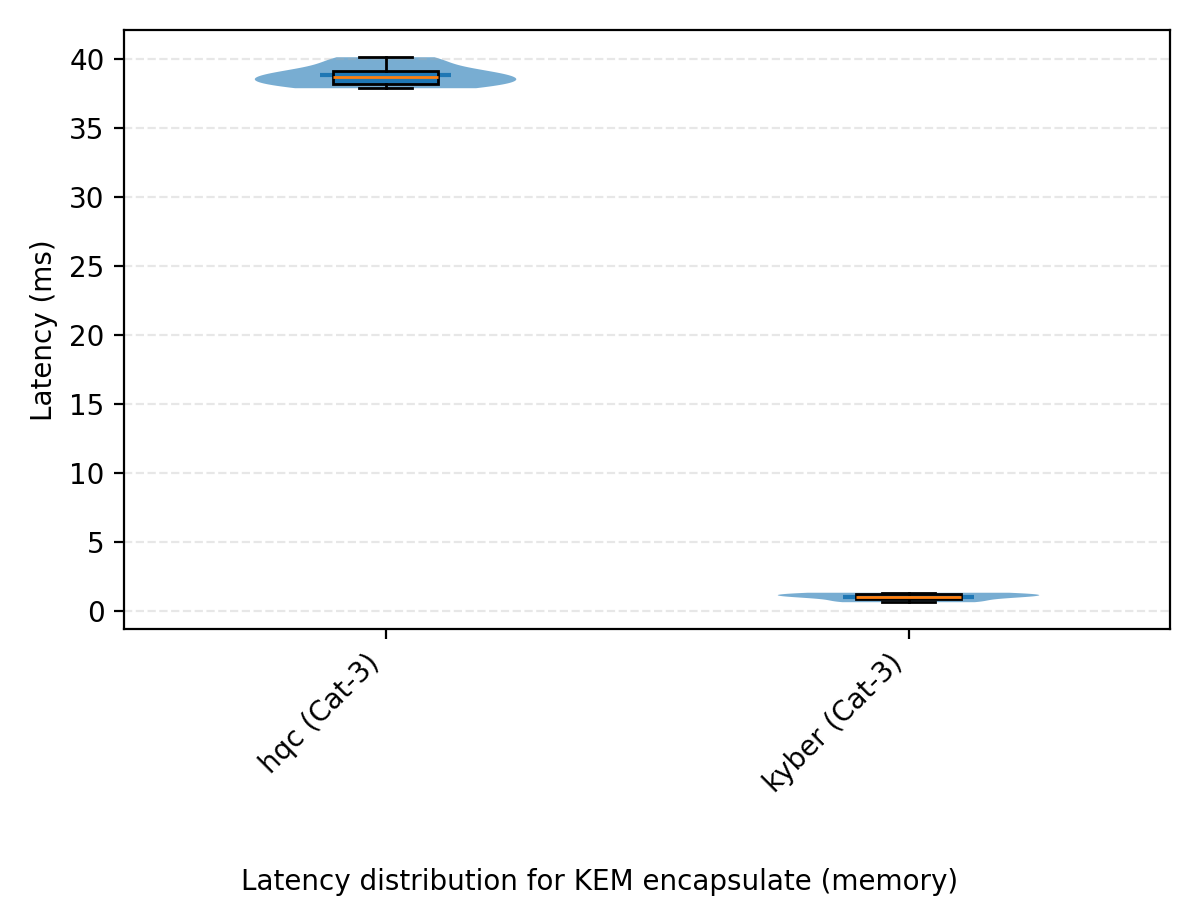 40
35
30
25
20
15
10
5
0
Latency (ms)
hqc (Cat-3)
kyber (Cat-3)
Latency distribution for KEM encapsulate (memory)